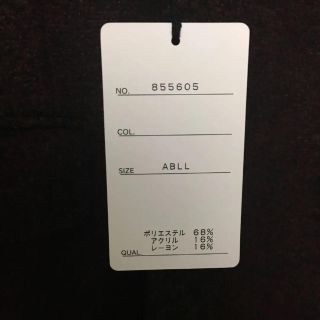 NO. 855605
COL.
SIZE ABLL
ポリエステル 68%
アクリル 16%
レーヨン 16%
QUAL.